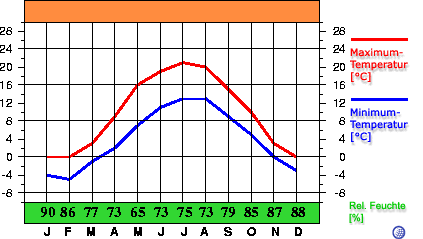 28 28
24 24
20 20
16 16
12 12
8 8
4 4
0 0
-4 -4
-8 -8
Maximum-
Temperatur
[°C]
Minimum-
Temperatur
[°C]
Rel. Feuchte
[%]
90 86 77 73 65 73 75 73 79 85 87 88
J F M A M J J A S O N D